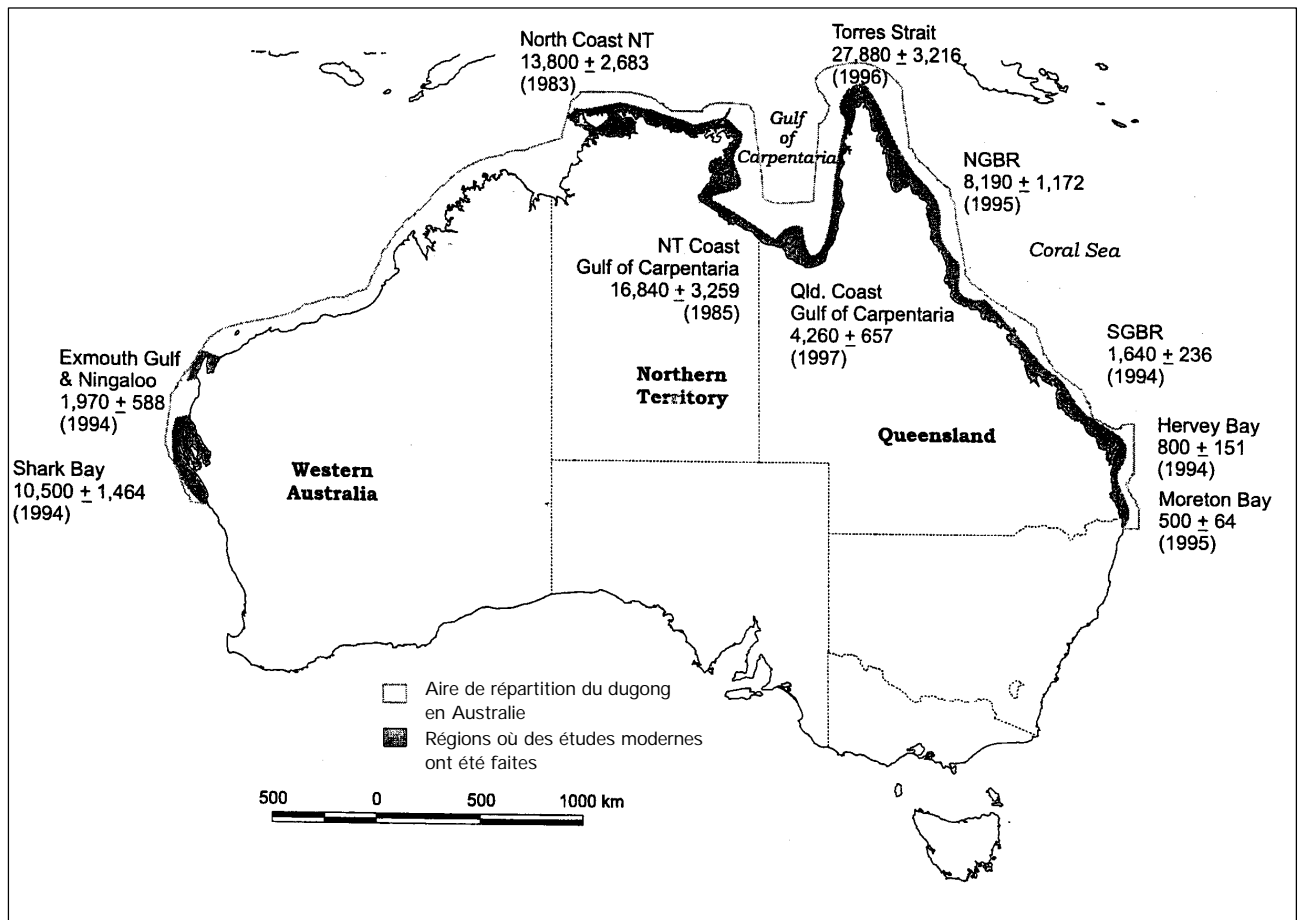 North Coast NT
13,800 ± 2,683
(1983)
Torres Strait
27,880 ± 3,216
(1996)
Gulf
of
Carpentaria
NGBR
8,190 ± 1,172
(1995)
Coral Sea
NT Coast
Gulf of Carpentaria
16,840 ± 3,259
(1985)
Qld. Coast
Gulf of Carpentaria
4,260 ± 657
(1997)
SGBR
1,640 ± 236
(1994)
Exmouth Gulf
& Ningaloo
1,970 ± 588
(1994)
Northern
Territory
Queensland
Hervey Bay
800 ± 151
(1994)
Shark Bay
10,500 ± 1,464
(1994)
Western
Australia
Moreton Bay
500 ± 64
(1995)
Aire de répartition du dugong
en Australie
Régions où des études modernes
ont été faites
500 0 500 1000 km